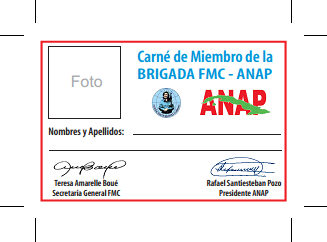 Carné de Miembro de la
BRIGADA FMC - ANAP
Foto
ANAP
Nombres y Apellidos:
Teresa Amarelle Boué
Secretaria General FMC
Rafael Santiesteban Pozo
Presidente ANAP